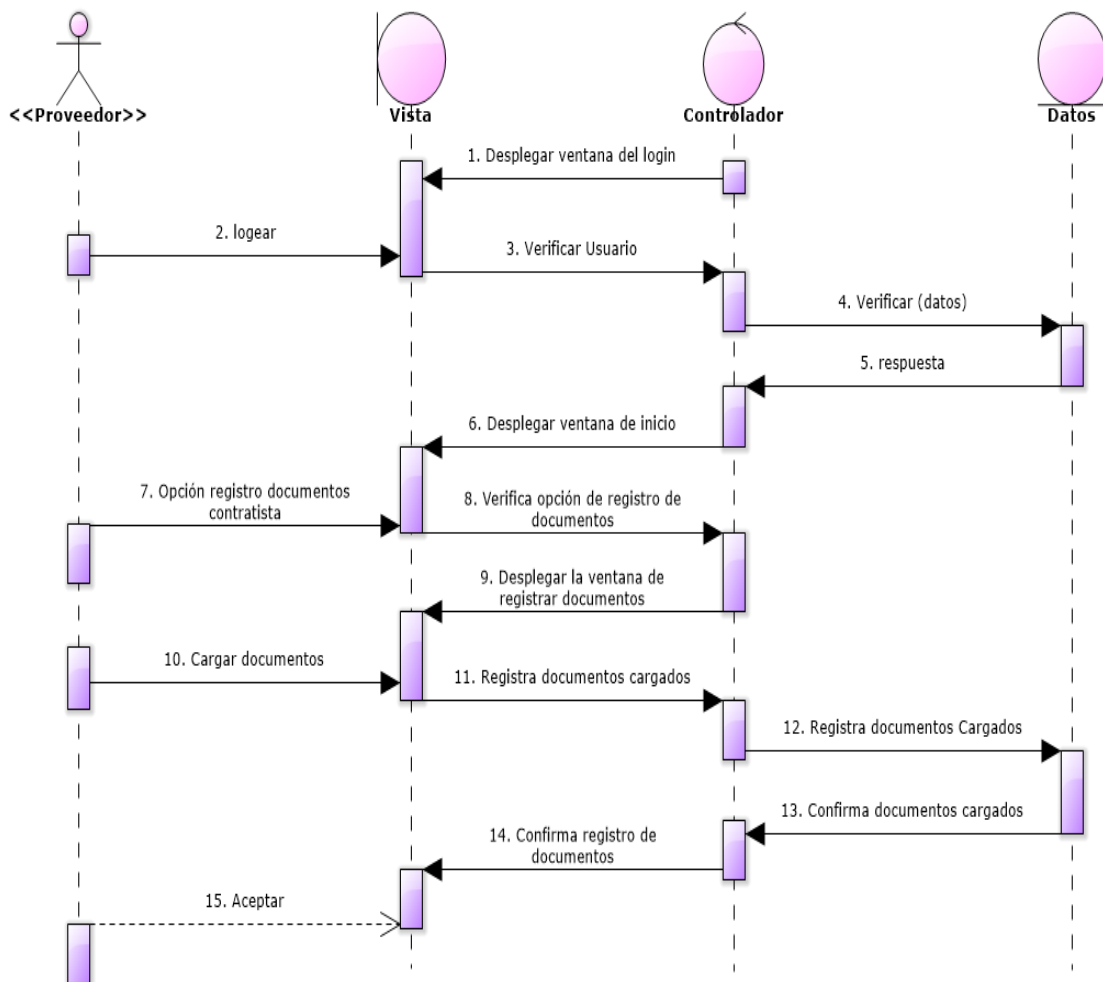 <<Proveedor>>
Vista
Controlador
Datos
1. Desplegar ventana del login
2. logear
3. Verificar Usuario
4. Verificar (datos)
5. respuesta
6. Desplegar ventana de inicio
7. Opción registro documentos
contratista
8. Verifica opción de registro de
documentos
9. Desplegar la ventana de
registrar documentos
10. Cargar documentos
11. Registra documentos cargados
12. Registra documentos Cargados
13. Confirma documentos cargados
14. Confirma registro de
documentos
15. Aceptar